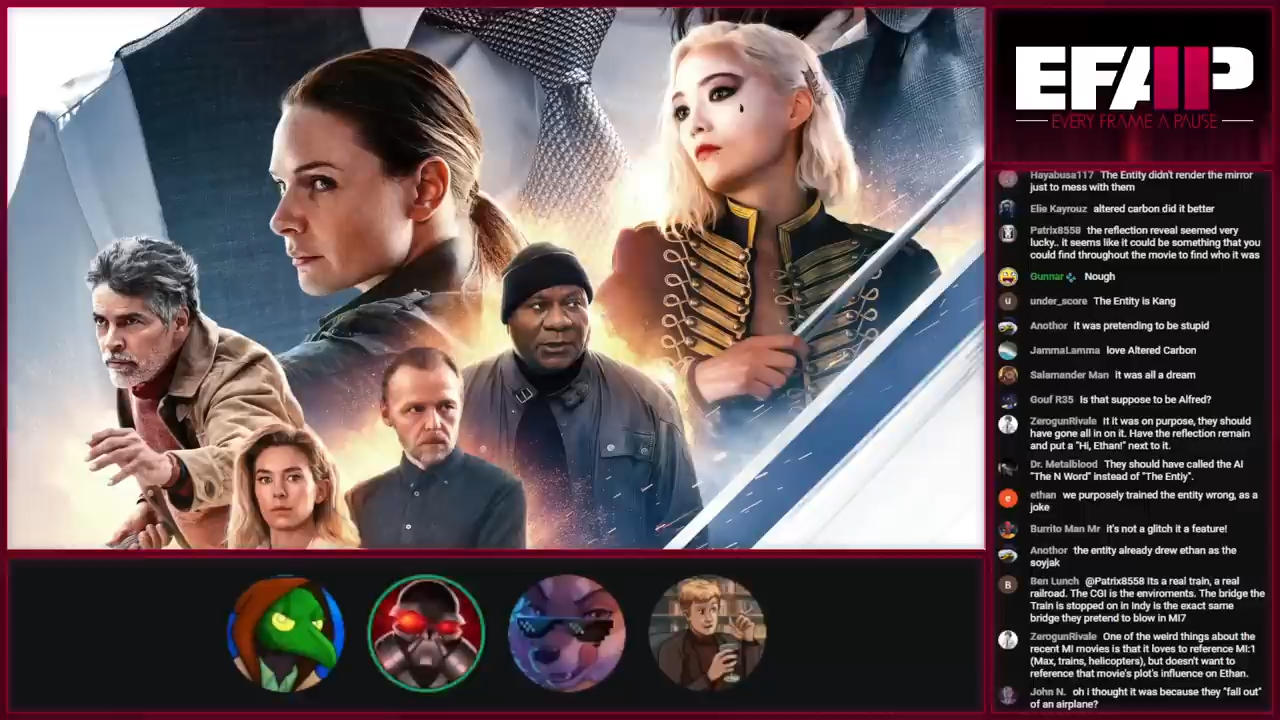 EFAP
EVERY FRAME A PAUSE
Hayabusa117 The Entity didn't render the mirror
just to mess with them
Elie Kayrouz altered carbon did it better
Patrix8558 the reflection reveal seemed very
lucky.. it seems like it could be something that you
could find throughout the movie to find who it was
Gunnar Nough
under_score The Entity is Kang
Anothor it was pretending to be stupid
JammaLamma love Altered Carbon
Salamander Man it was all a dream
Gouf R35 Is that suppose to be Alfred?
ZerogunRivale It it was on purpose, they should
have gone all in on it. Have the reflection remain
and put a "Hi, Ethan!" next to it.
Dr. Metalblood They should have called the AI
"The N Word" instead of "The Entiy".
ethan we purposely trained the entity wrong, as a
joke
Burrito Man Mr it's not a glitch it a feature!
Anothor the entity already drew ethan as the
soyjak
Ben Lunch @Patrix8558 Its a real train, a real
railroad. The CGI is the enviroments. The bridge the
Train is stopped on in Indy is the exact same
bridge they pretend to blow in MI7
ZerogunRivale One of the weird things about the
recent MI movies is that it loves to reference MI:1
(Max, trains, helicopters), but doesn't want to
reference that movie's plot's influence on Ethan.
John N. oh i thought it was because they "fall out"
of an airplane?